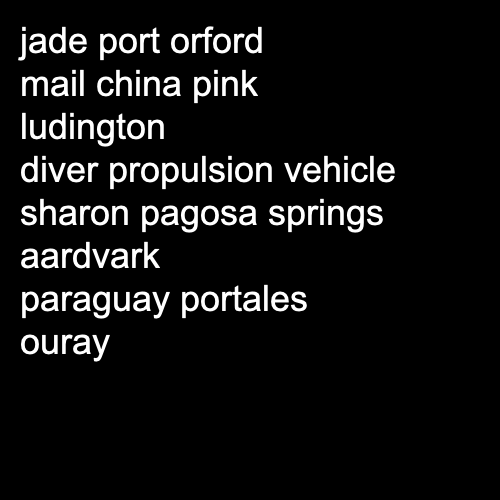 jade port orford
mail china pink
ludington
diver propulsion vehicle
sharon pagosa springs
aardvark
paraguay portales
ouray